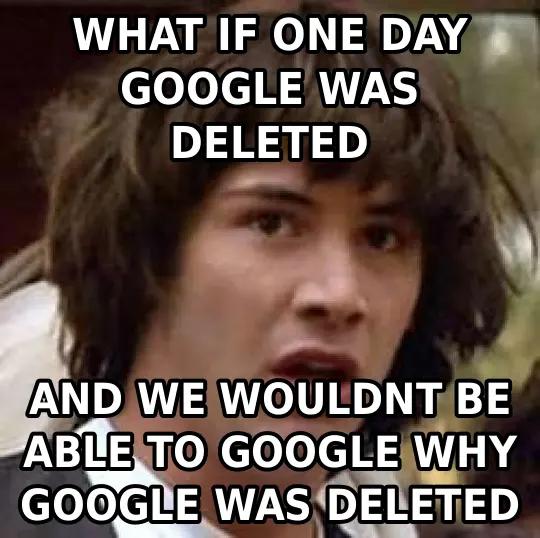 WHAT IF ONE DAY
GOOGLE WAS
DELETED
AND WE WOULDNT BE
ABLE TO GOOGLE WHY
GOOGLE WAS DELETED